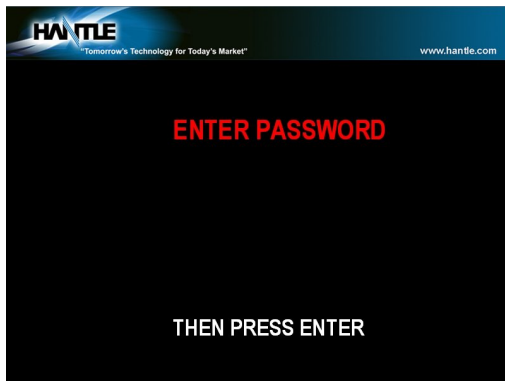 HANTLE
"Tomorrow's Technology for Today's Market"
www.hantle.com
ENTER PASSWORD
THEN PRESS ENTER